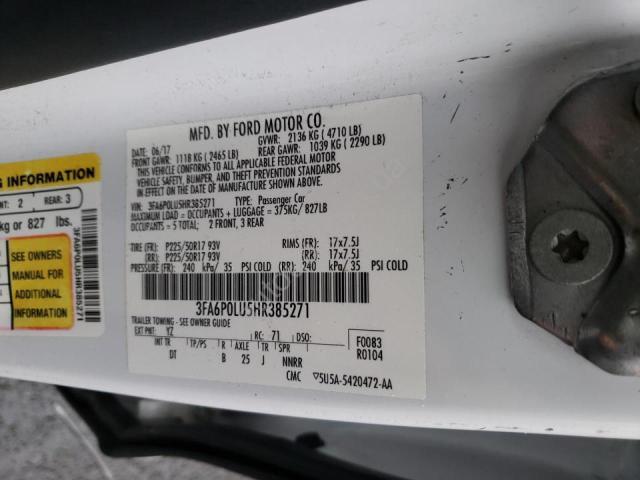 MFD. BY FORD MOTOR CO.
DATE: 06/17 GVWR: 2136 KG ( 4710 LB)
FRONT GAWR: 1118 KG ( 2465 LB) REAR GAWR: 1039 KG ( 2290 LB)
THIS VEHICLE CONFORMS TO ALL APPLICABLE FEDERAL MOTOR
VEHICLE SAFETY, BUMPER, AND THEFT PREVENTION STANDARDS
IN EFFECT ON THE DATE OF MANUFACTURE SHOWN ABOVE.
VIN: 3FA6P0LU5HR385271 TYPE: Passenger Car
MAXIMUM LOAD = OCCUPANTS + LUGGAGE = 375KG/ 827LB
OCCUPANTS = 5 TOTAL; 2 FRONT, 3 REAR
TIRE (FR): P225/50R17 93V RIMS (FR): 17x7.5J
(RR): P225/50R17 93V (RR): 17x7.5J
PRESSURE (FR) 240 kPa/ 35 PSI COLD (RR) 240 kPa/ 35 PSI COLD
3FA6P0LU5HR385271
TRAILER TOWING - SEE OWNER GUIDE
EXT PNT: YZ RC: 71 DSO: F0083
INT TR TP/PS R AXLE TR SPR R0104
DT B 25 J NNRR
CMC 5U5A-5420472-AA
G INFORMATION
NT 2 REAR: 3
kg or 827 lbs.
SEE OWNERS
MANUAL FOR
ADDITIONAL
INFORMATION
3FA6P0LU5HR385271